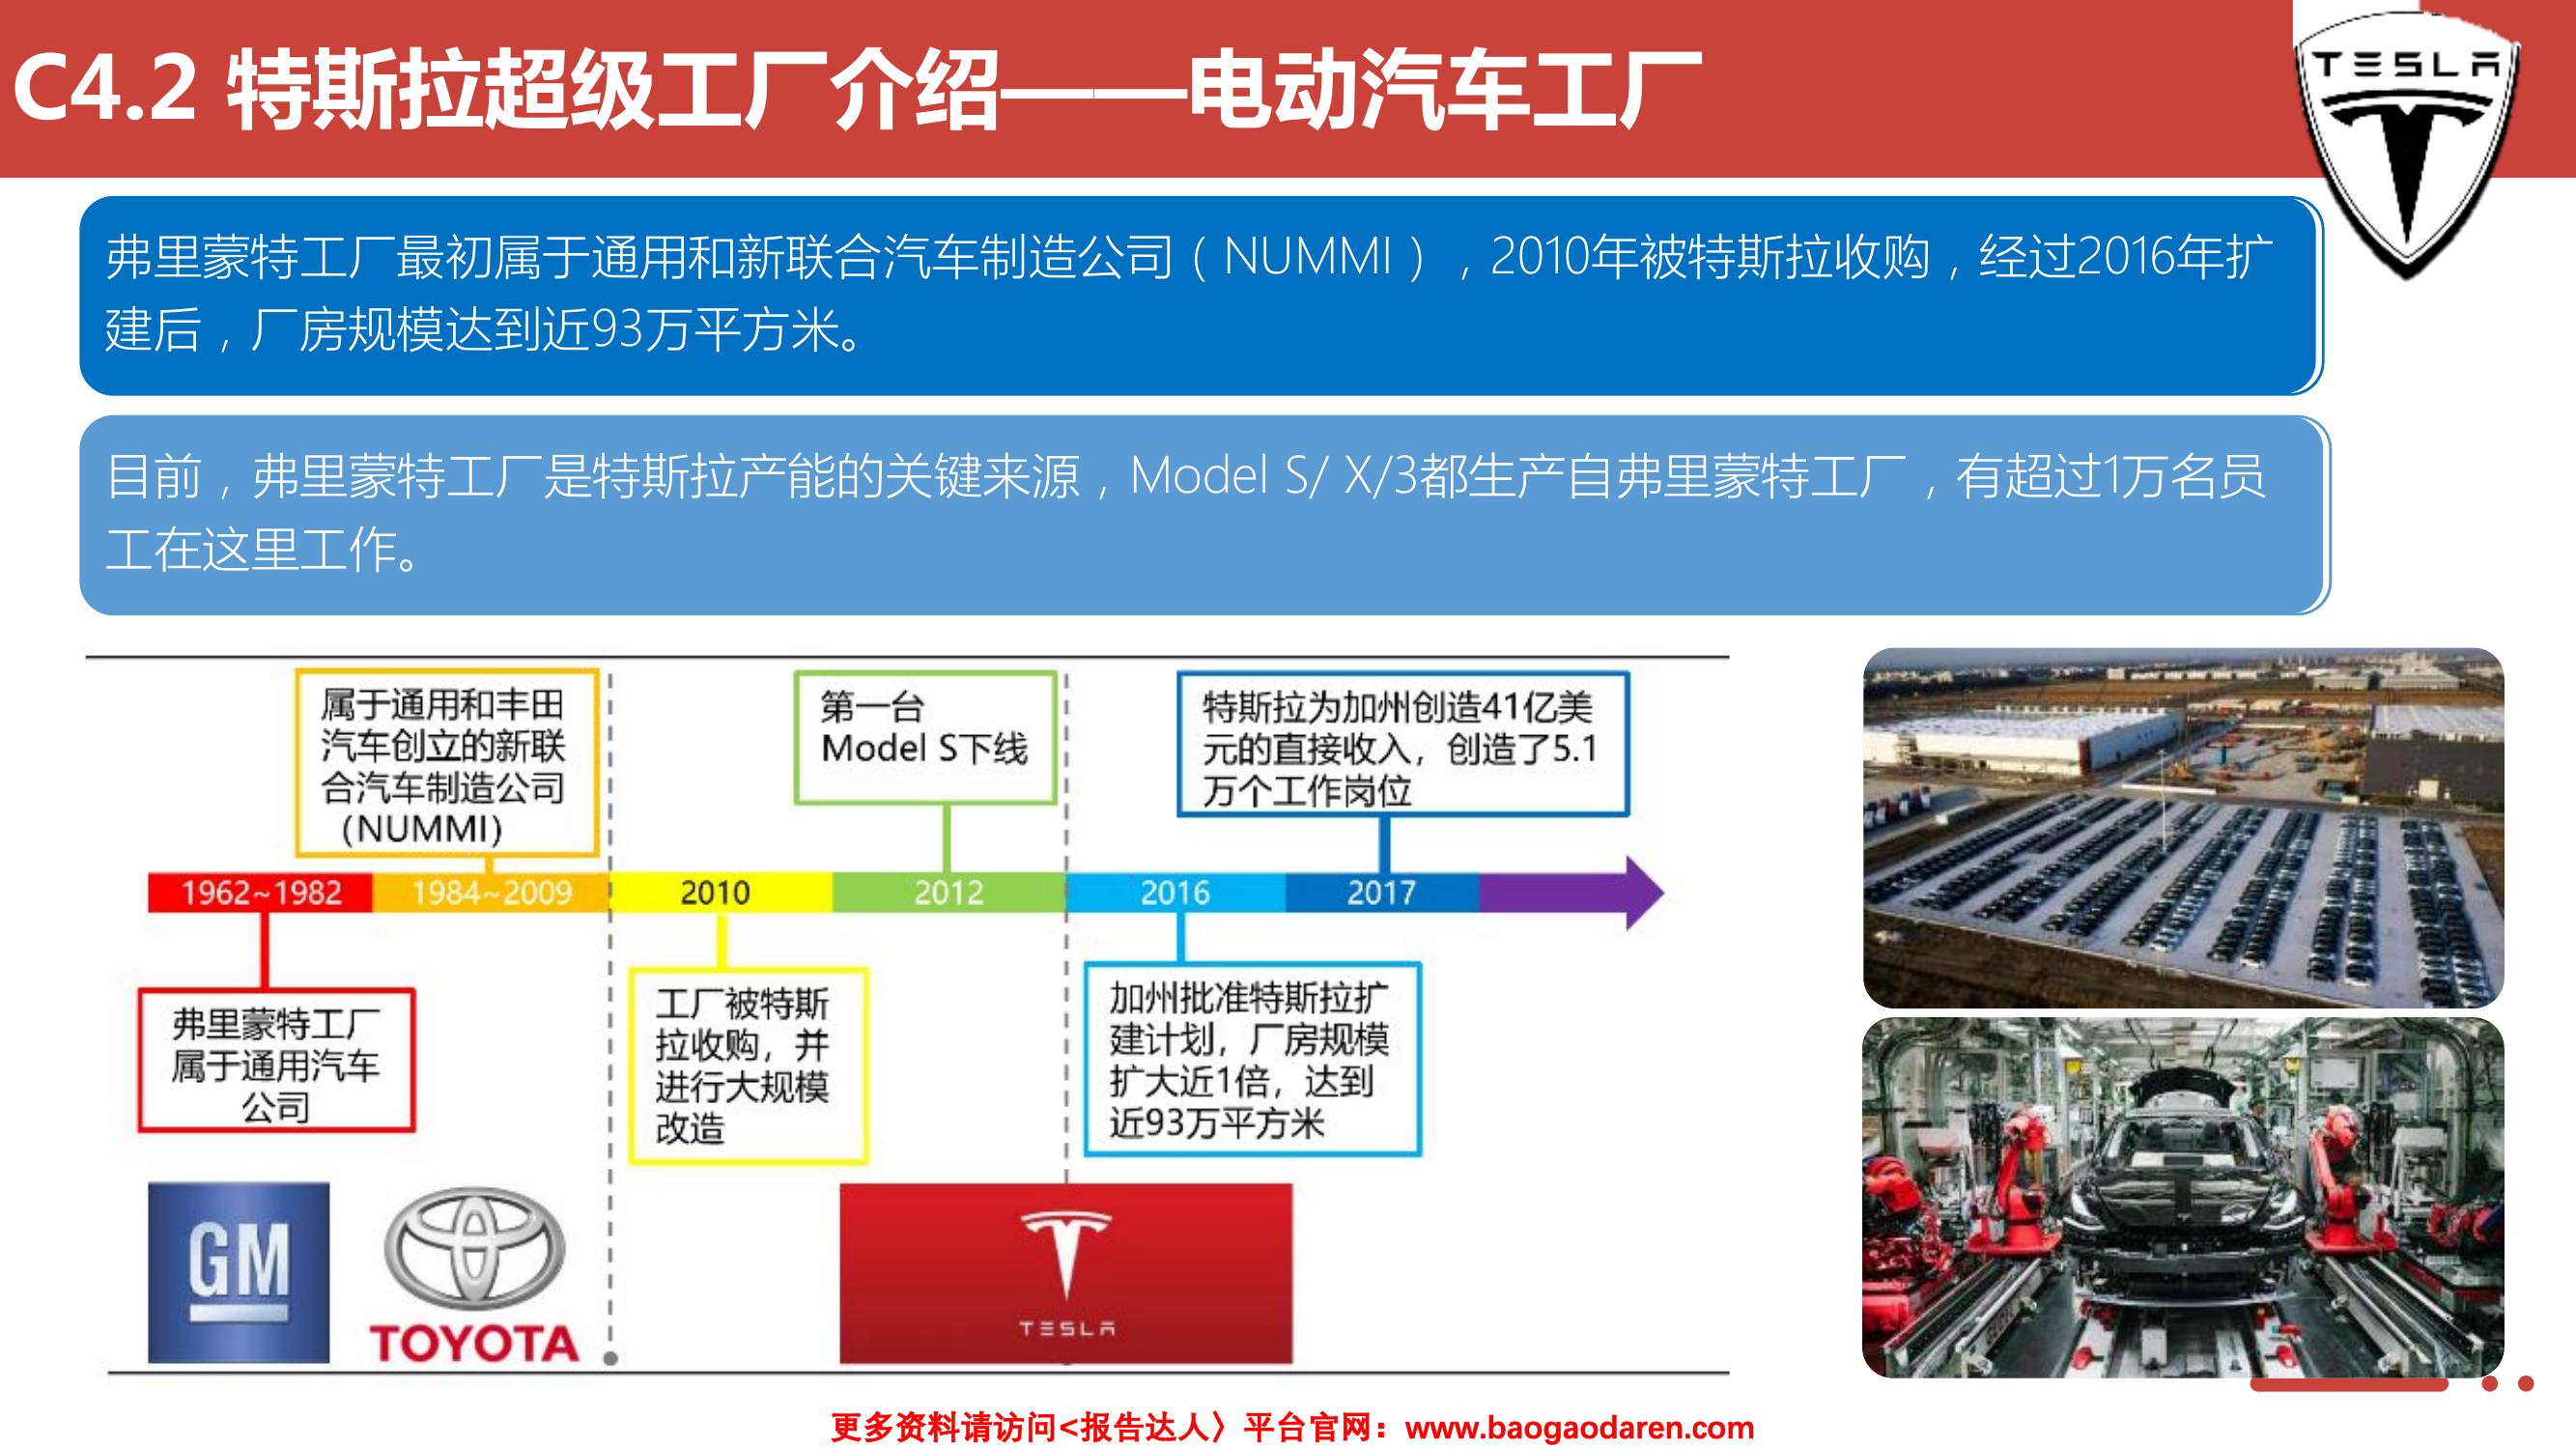 C4.2 特斯拉超级工厂介绍——电动汽车工厂
TESLA
弗里蒙特工厂最初属于通用和新联合汽车制造公司（NUMMI），2010年被特斯拉收购，经过2016年扩
建后，厂房规模达到近93万平方米。
目前，弗里蒙特工厂是特斯拉产能的关键来源，Model S/ X/3都生产自弗里蒙特工厂，有超过1万名员
工在这里工作。
属于通用和丰田
汽车创立的新联
合汽车制造公司
（NUMMI）
第一台
Model S下线
特斯拉为加州创造41亿美
元的直接收入，创造了5.1
万个工作岗位
1962~1982
1984~2009
2010
2012
2016
2017
弗里蒙特工厂
属于通用汽车
公司
工厂被特斯
拉收购，并
进行大规模
改造
加州批准特斯拉扩
建计划，厂房规模
扩大近1倍，达到
近93万平方米
GM
TOYOTA
TESLA
更多资料请访问<报告达人〉平台官网：www.baogaodaren.com